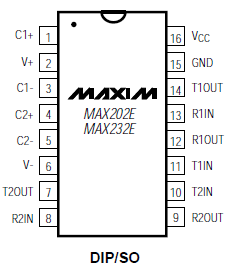 C1+ 1 16 VCC
V+ 2 15 GND
C1- 3 14 T1OUT
MAXIM
C2+ 4 MAX202E 13 R1IN
MAX232E
C2- 5 12 R1OUT
V- 6 11 T1IN
T2OUT 7 10 T2IN
R2IN 8 9 R2OUT
DIP/SO